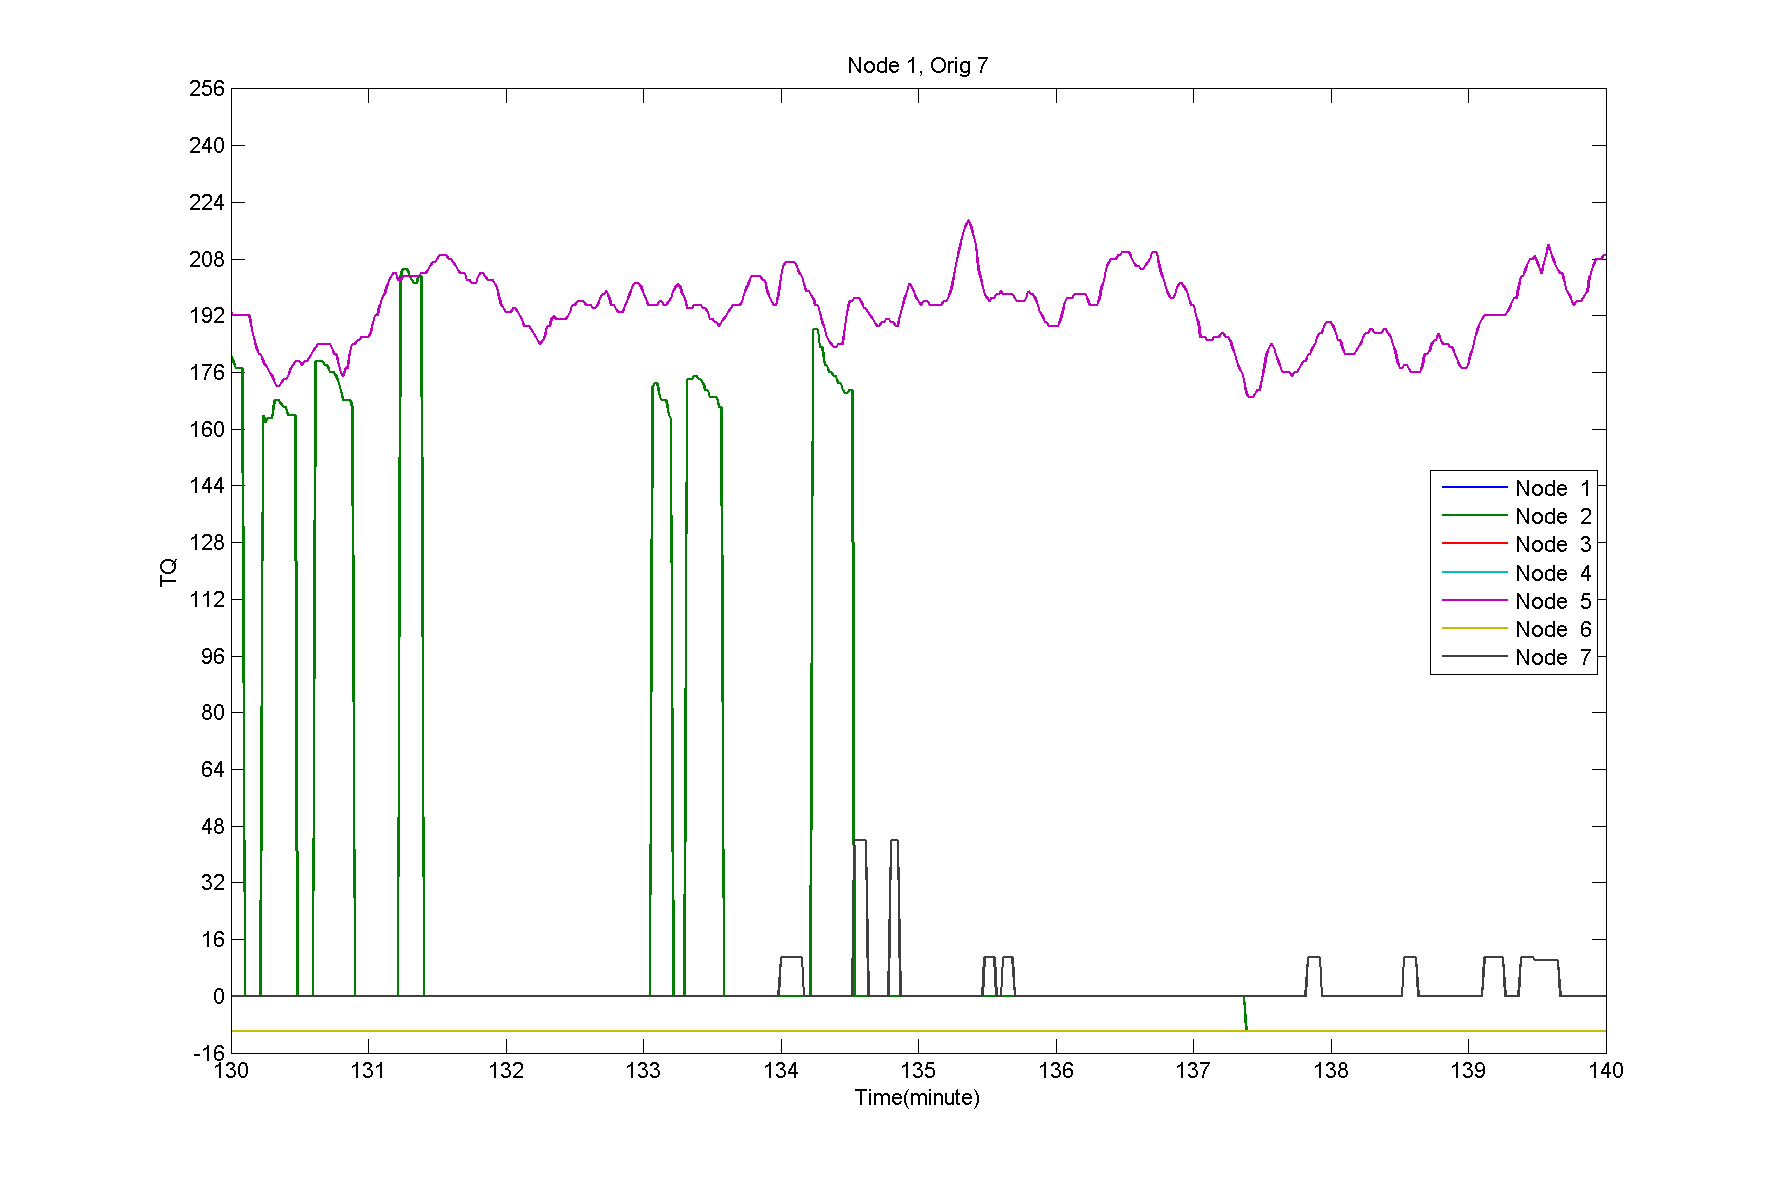 Node 1, Orig 7
256
240
224
208
192
176
160
144
128
112
96
80
64
48
32
16
0
-16
TQ
130 131 132 133 134 135 136 137 138 139 140
Time(minute)
Node 1
Node 2
Node 3
Node 4
Node 5
Node 6
Node 7